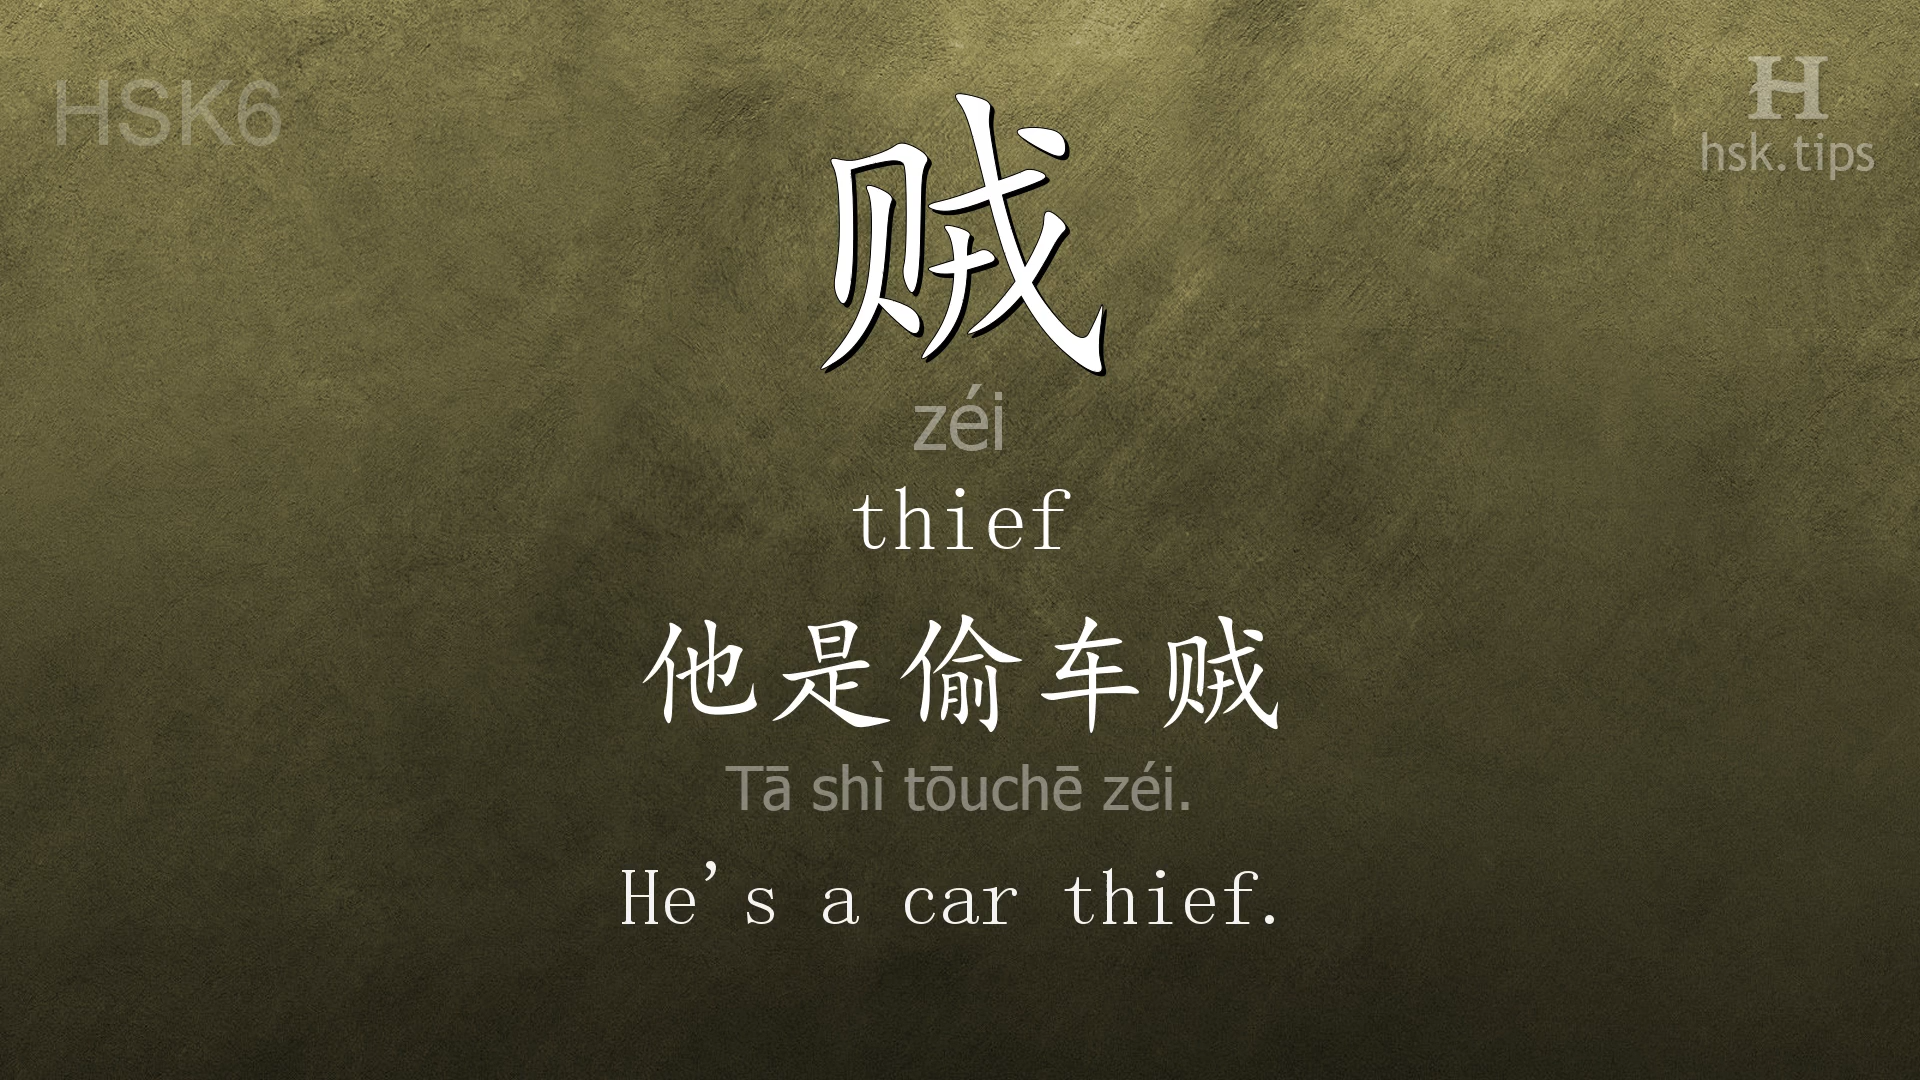 HSK6
H
hsk.tips
贼
zéi
thief
他是偷车贼
Tā shì tōuchē zéi.
He's a car thief.